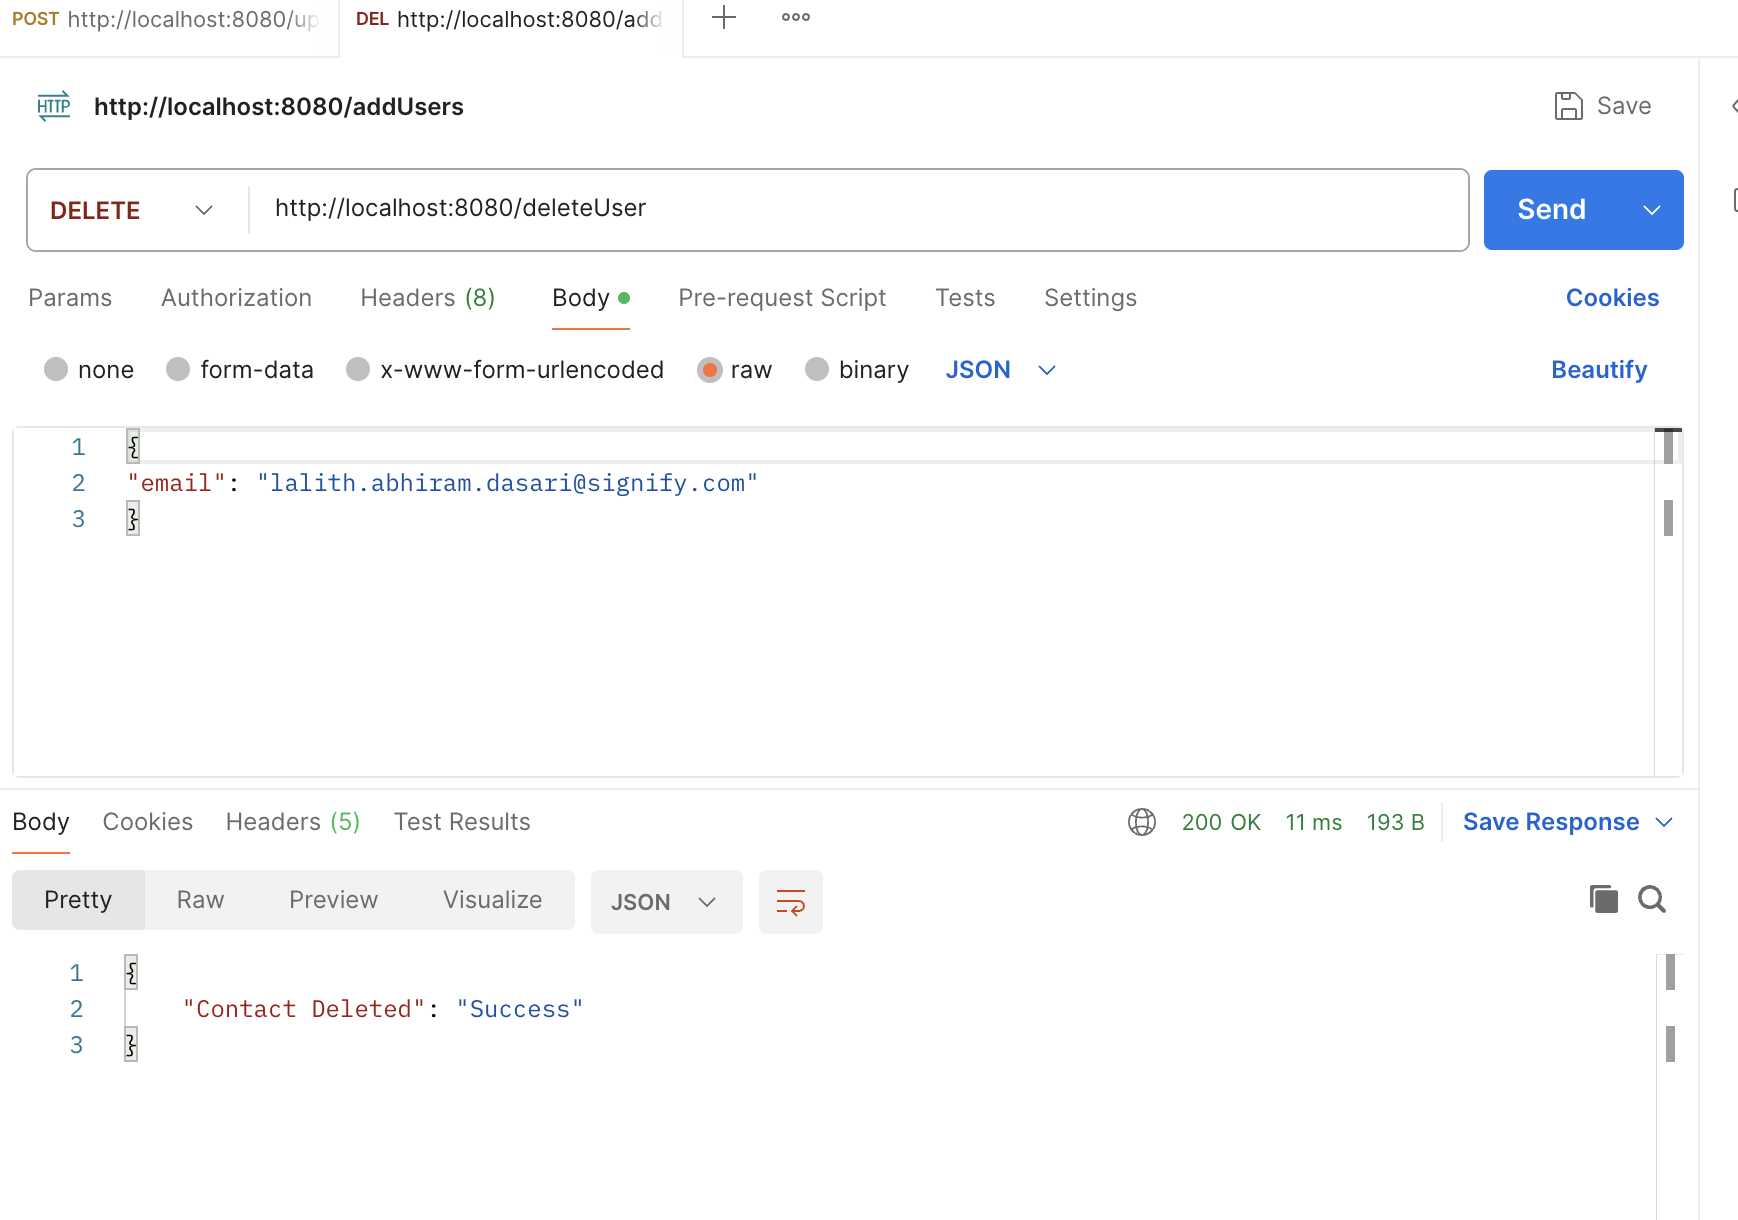 POST http://localhost:8080/up DEL http://localhost:8080/add
HTTP http://localhost:8080/addUsers Save
DELETE http://localhost:8080/deleteUser Send
Params Authorization Headers (8) Body Pre-request Script Tests Settings Cookies
none form-data x-www-form-urlencoded raw binary JSON Beautify
1 {
2 "email": "lalith.abhiram.dasari@signify.com"
3 }
Body Cookies Headers (5) Test Results 200 OK 11 ms 193 B Save Response
Pretty Raw Preview Visualize JSON
1 {
2 "Contact Deleted": "Success"
3 }